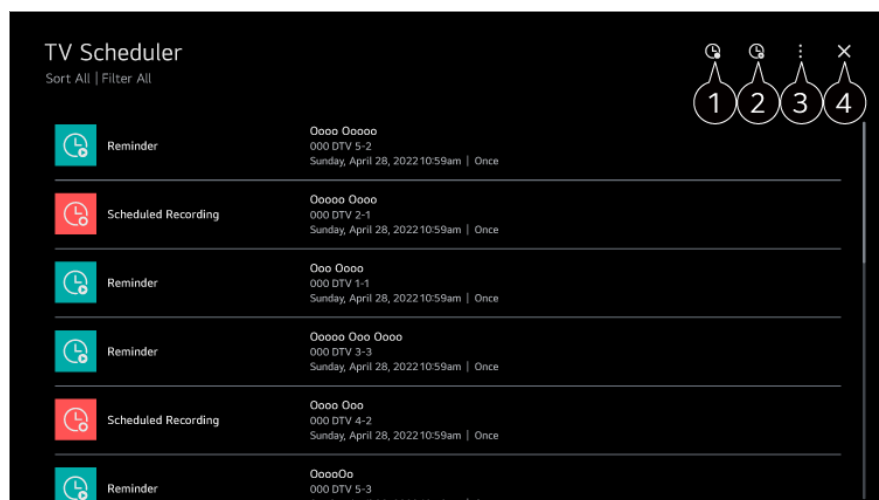 TV Scheduler
Sort All | Filter All
1 2 3 4
Reminder
Oooo Ooooo
000 DTV 5-2
Sunday, April 28, 2022 10:59am | Once
Scheduled Recording
Ooooo Oooo
000 DTV 2-1
Sunday, April 28, 2022 10:59am | Once
Reminder
Ooo Oooo
000 DTV 1-1
Sunday, April 28, 2022 10:59am | Once
Reminder
Ooooo Ooo Oooo
000 DTV 3-3
Sunday, April 28, 2022 10:59am | Once
Scheduled Recording
Oooo Ooo
000 DTV 4-2
Sunday, April 28, 2022 10:59am | Once
Reminder
OoooOo
000 DTV 5-3